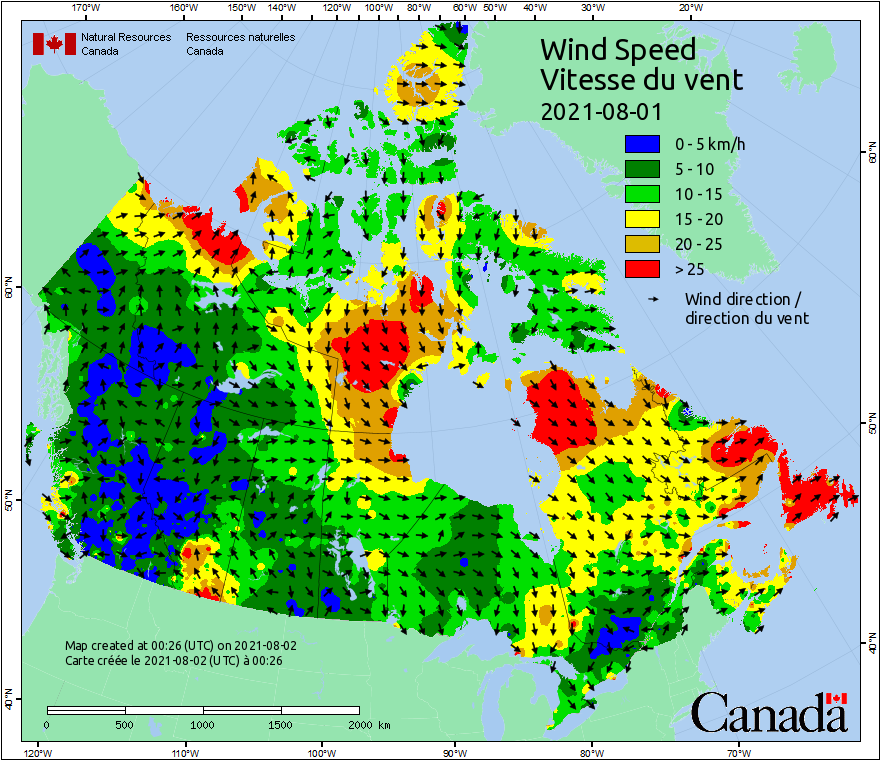 170°W 160°W 150°W 140°W 120°W 100°W 80°W 60°W 50°W 40°W 30°W 20°W
Natural Resources Ressources naturelles
Canada Canada
Wind Speed
Vitesse du vent
2021-08-01
0 - 5 km/h
5 - 10
10 - 15
15 - 20
20 - 25
> 25
Wind direction /
direction du vent
60°N
60°N
50°N
50°N
40°N
40°N
Map created at 00:26 (UTC) on 2021-08-02
Carte créée le 2021-08-02 (UTC) à 00:26
0 500 1000 1500 2000 km
Canada
120°W 110°W 100°W 90°W 80°W 70°W